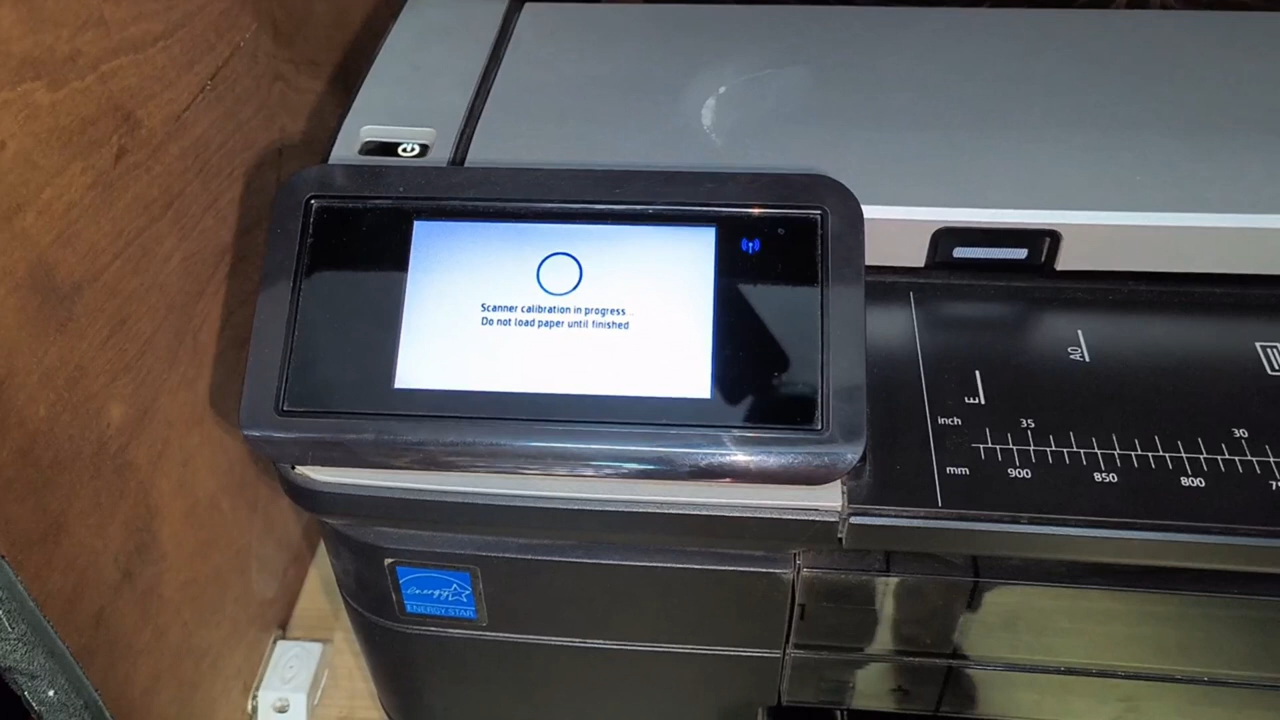 Scanner calibration in progress ..
Do not load paper until finished
A0
E
inch
35
30
mm
900
850
800
energy
ENERGY STAR